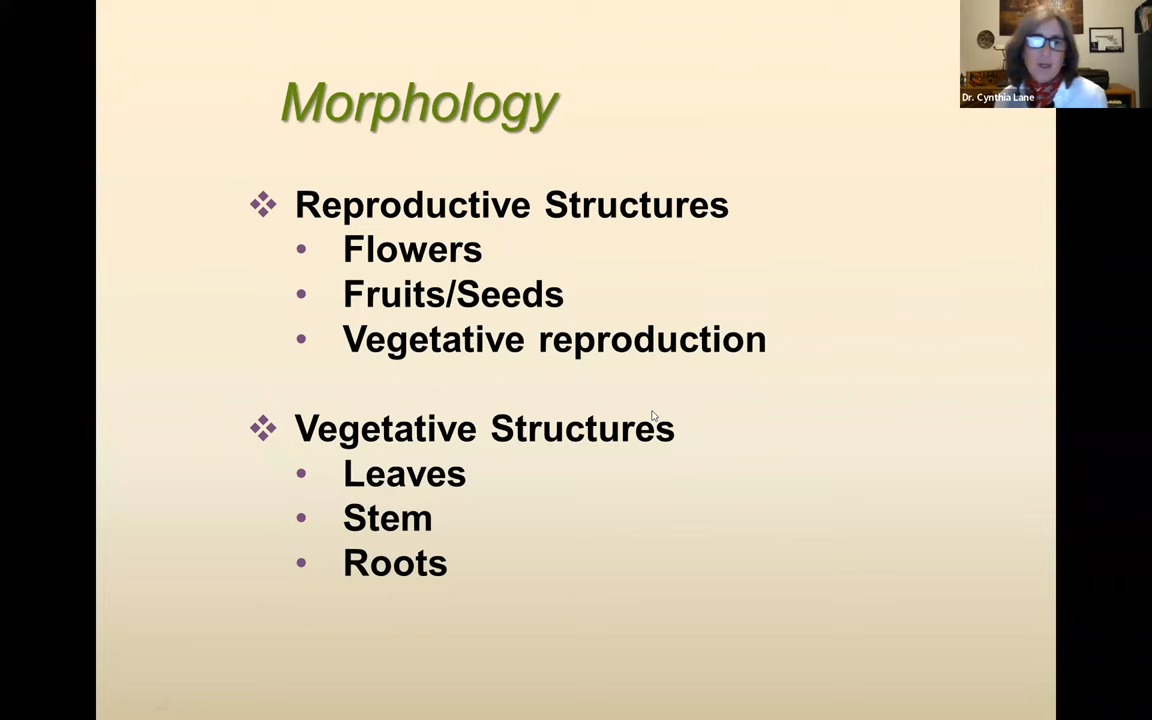 Morphology
Dr. Cynthia Lane
❖ Reproductive Structures
• Flowers
• Fruits/Seeds
• Vegetative reproduction
❖ Vegetative Structures
• Leaves
• Stem
• Roots